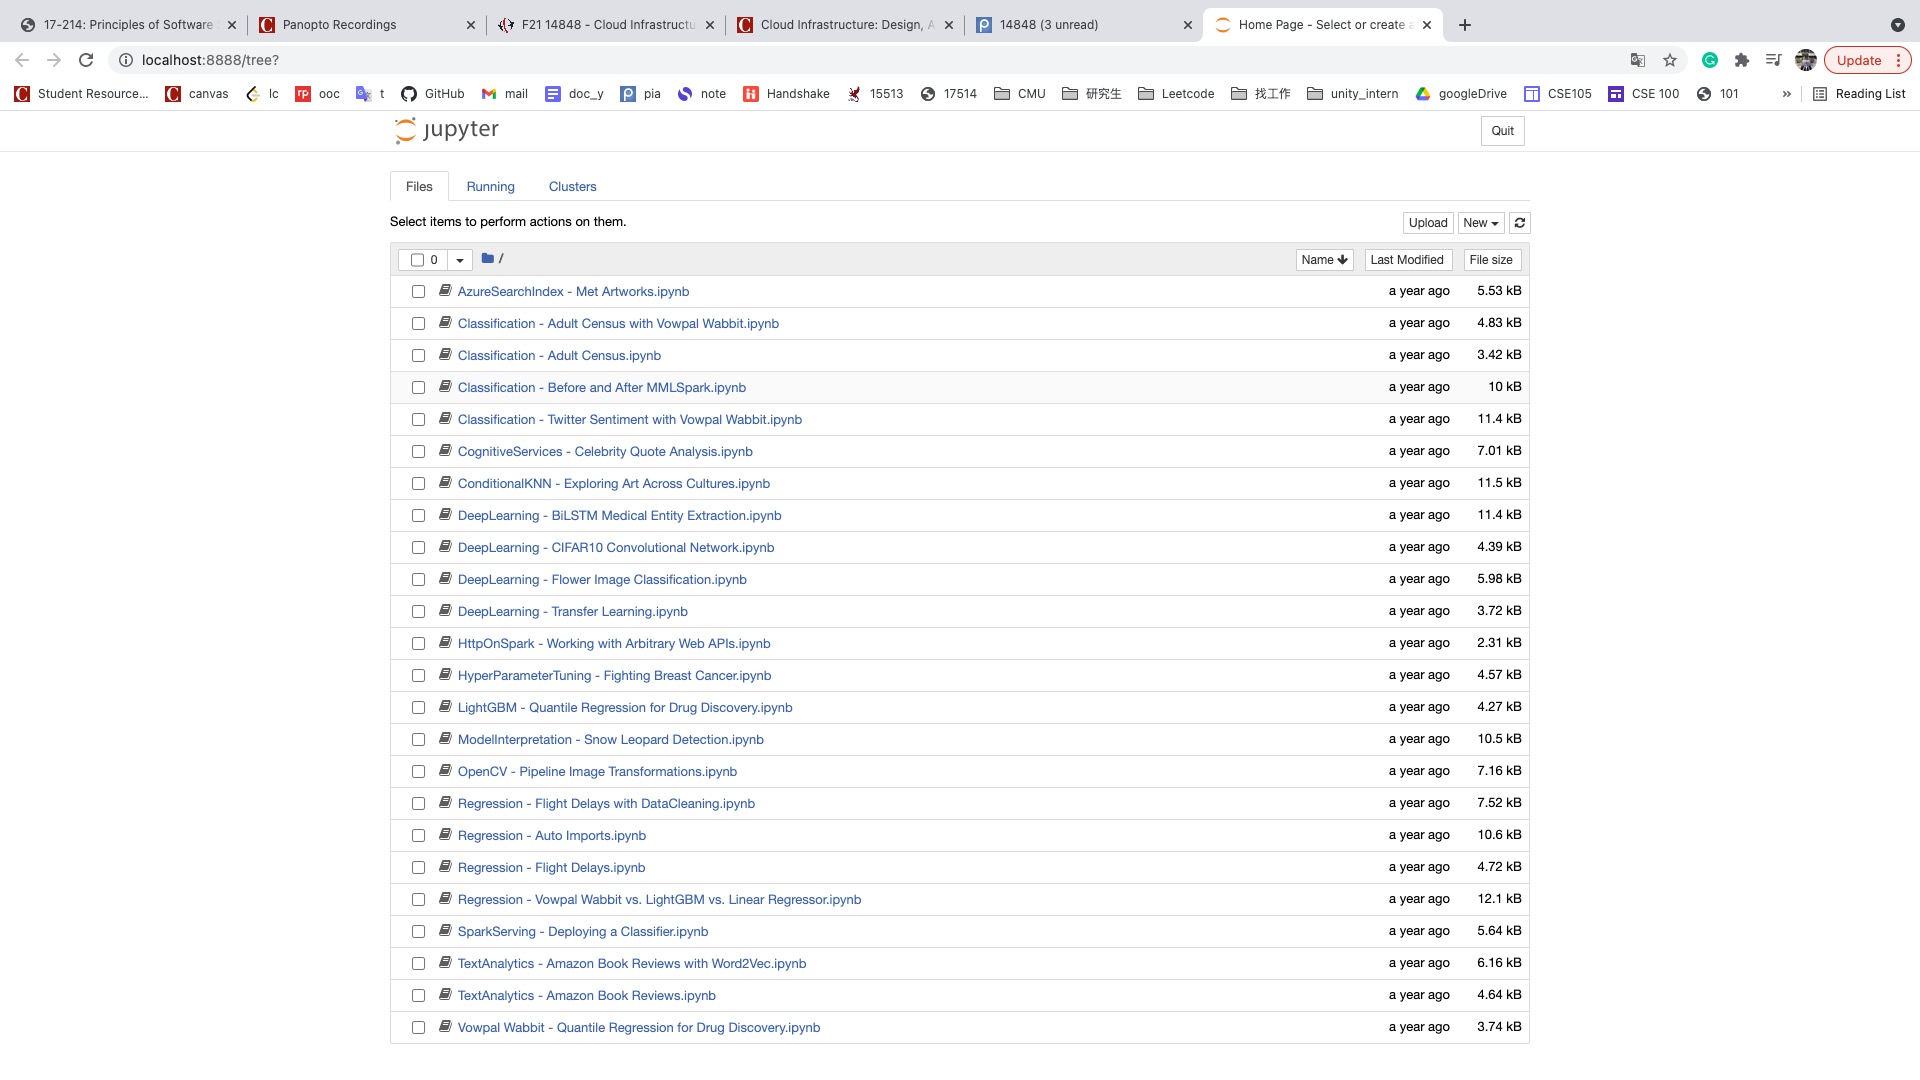 17-214: Principles of Software
Panopto Recordings
F21 14848 - Cloud Infrastructu
Cloud Infrastructure: Design, A
14848 (3 unread)
Home Page - Select or create a
localhost:8888/tree?
Update
Student Resource...
canvas
lc
ooc
t
GitHub
mail
doc_y
pia
note
Handshake
15513
17514
CMU
研究生
Leetcode
找工作
unity_intern
googleDrive
CSE105
CSE 100
101
»
Reading List
jupyter
Quit
Files
Running
Clusters
Select items to perform actions on them.
Upload
New
0
/
Name
Last Modified
File size
AzureSearchIndex - Met Artworks.ipynb a year ago 5.53 kB
Classification - Adult Census with Vowpal Wabbit.ipynb a year ago 4.83 kB
Classification - Adult Census.ipynb a year ago 3.42 kB
Classification - Before and After MMLSpark.ipynb a year ago 10 kB
Classification - Twitter Sentiment with Vowpal Wabbit.ipynb a year ago 11.4 kB
CognitiveServices - Celebrity Quote Analysis.ipynb a year ago 7.01 kB
ConditionalKNN - Exploring Art Across Cultures.ipynb a year ago 11.5 kB
DeepLearning - BiLSTM Medical Entity Extraction.ipynb a year ago 11.4 kB
DeepLearning - CIFAR10 Convolutional Network.ipynb a year ago 4.39 kB
DeepLearning - Flower Image Classification.ipynb a year ago 5.98 kB
DeepLearning - Transfer Learning.ipynb a year ago 3.72 kB
HttpOnSpark - Working with Arbitrary Web APIs.ipynb a year ago 2.31 kB
HyperParameterTuning - Fighting Breast Cancer.ipynb a year ago 4.57 kB
LightGBM - Quantile Regression for Drug Discovery.ipynb a year ago 4.27 kB
ModelInterpretation - Snow Leopard Detection.ipynb a year ago 10.5 kB
OpenCV - Pipeline Image Transformations.ipynb a year ago 7.16 kB
Regression - Flight Delays with DataCleaning.ipynb a year ago 7.52 kB
Regression - Auto Imports.ipynb a year ago 10.6 kB
Regression - Flight Delays.ipynb a year ago 4.72 kB
Regression - Vowpal Wabbit vs. LightGBM vs. Linear Regressor.ipynb a year ago 12.1 kB
SparkServing - Deploying a Classifier.ipynb a year ago 5.64 kB
TextAnalytics - Amazon Book Reviews with Word2Vec.ipynb a year ago 6.16 kB
TextAnalytics - Amazon Book Reviews.ipynb a year ago 4.64 kB
Vowpal Wabbit - Quantile Regression for Drug Discovery.ipynb a year ago 3.74 kB